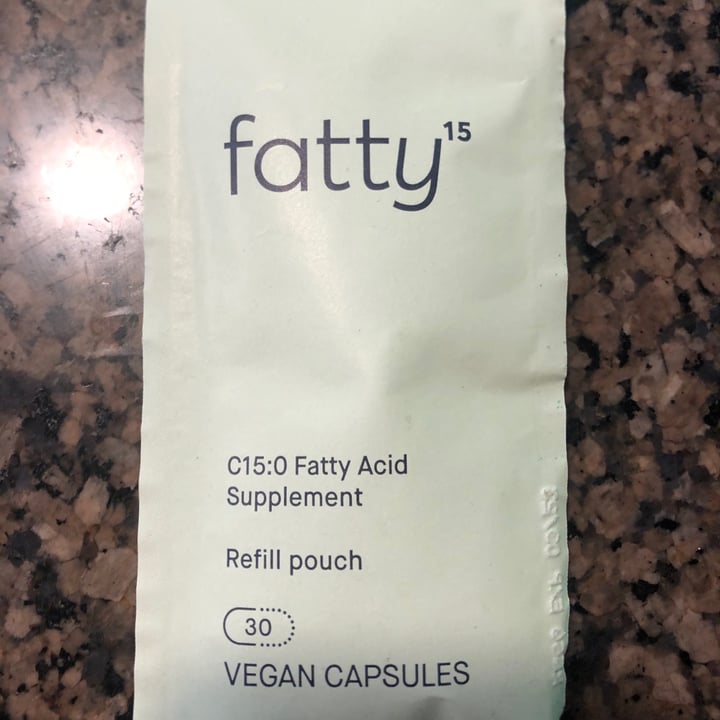 fatty15
C15:0 Fatty Acid
Supplement
Refill pouch
30
VEGAN CAPSULES